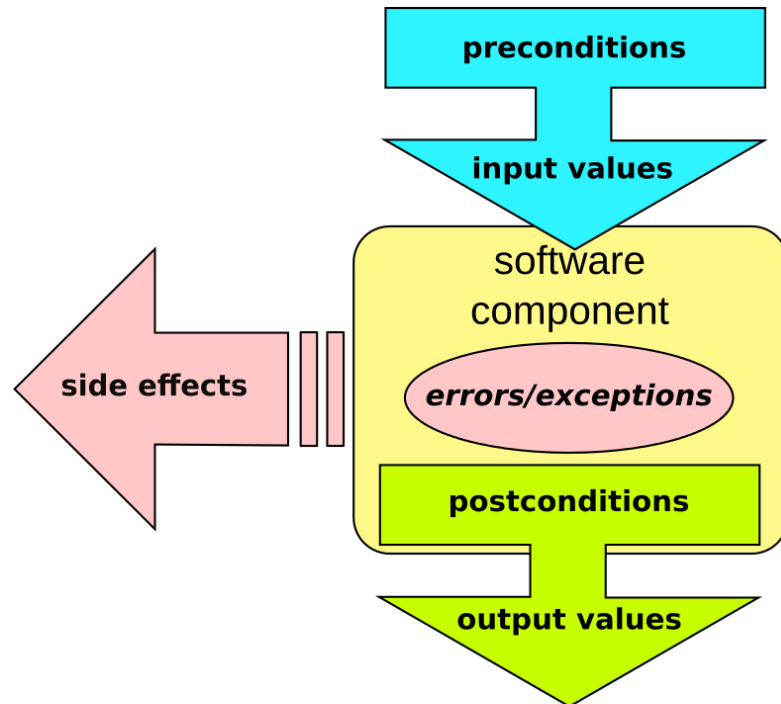 preconditions
input values
software
component
side effects
errors/exceptions
postconditions
output values